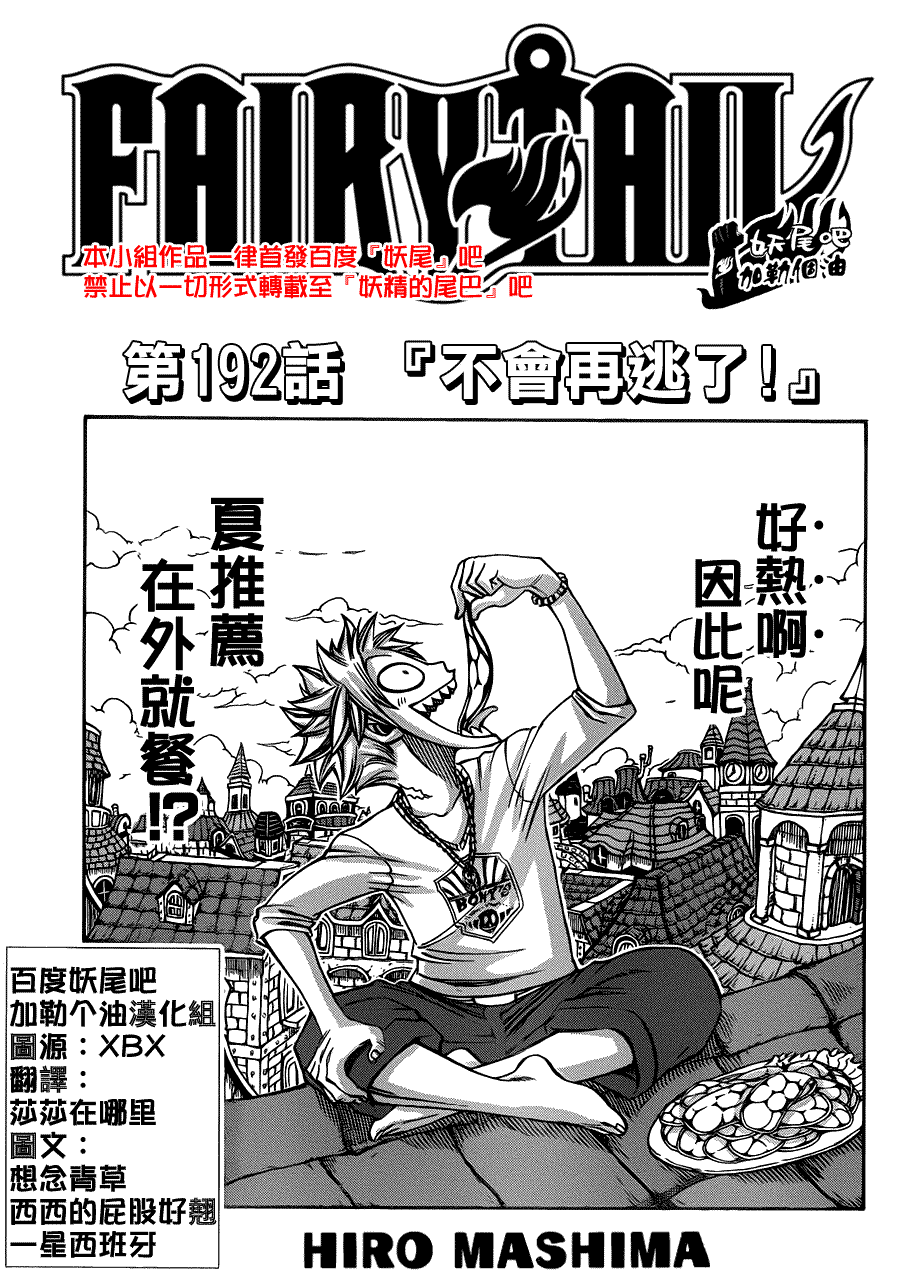 FAIRY TAIL
妖尾吧
加勒個油
本小組作品一律首發百度『妖尾』吧
禁止以一切形式轉載至『妖精的尾巴』吧
第192話 『不會再逃了!』
好熱啊
因此呢
夏推薦
在外就餐!?
百度妖尾吧
加勒个油漢化組
圖源：XBX
翻譯：
莎莎在哪里
圖文：
想念青草
西西的屁股好翹
一星西班牙
HIRO MASHIMA